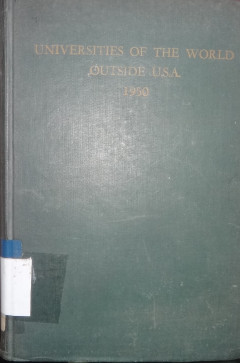 UNIVERSITIES OF THE WORLD
OUTSIDE U.S.A.
1950